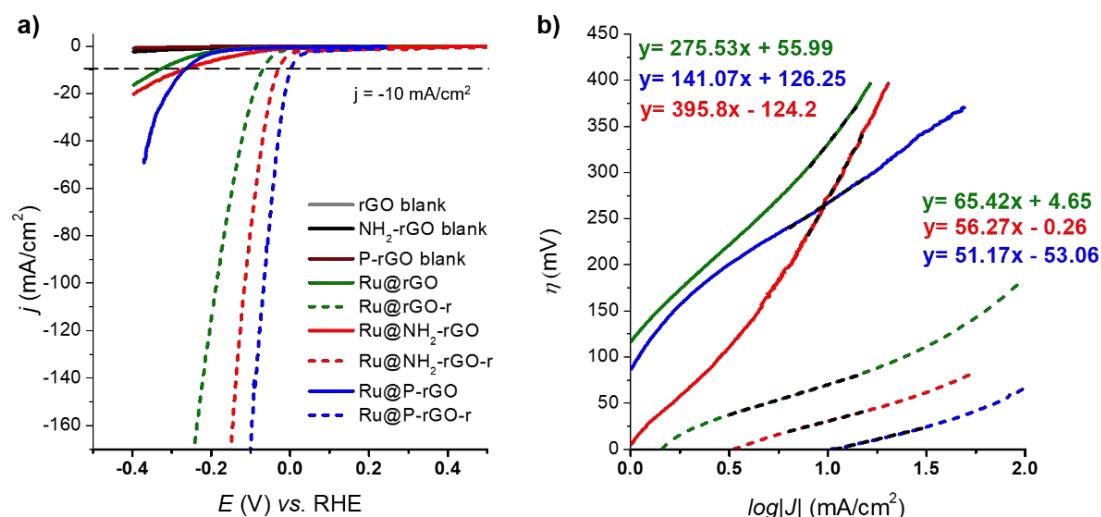 a)
j (mA/cm²)
0
-20
-40
-60
-80
-100
-120
-140
-160
j = -10 mA/cm²
rGO blank
NH₂-rGO blank
P-rGO blank
Ru@rGO
Ru@rGO-r
Ru@NH₂-rGO
Ru@NH₂-rGO-r
Ru@P-rGO
Ru@P-rGO-r
-0.4 -0.2 0.0 0.2 0.4
E (V) vs. RHE
b)
η (mV)
450
400
350
300
250
200
150
100
50
0
y= 275.53x + 55.99
y= 141.07x + 126.25
y= 395.8x - 124.2
y= 65.42x + 4.65
y= 56.27x - 0.26
y= 51.17x - 53.06
0.0 0.5 1.0 1.5 2.0
log|J| (mA/cm²)